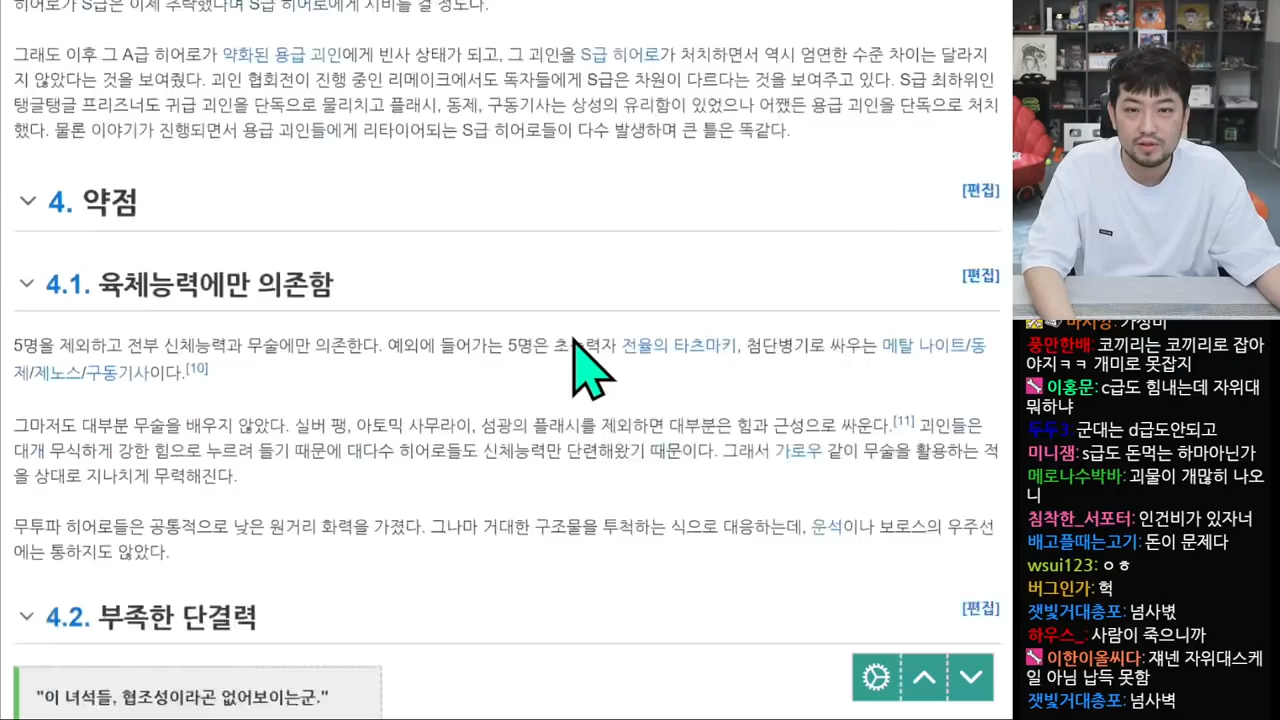 히어로가 S급은 이제 추락했다며 S급 히어로에게 시비를 걸 정도다.
그래도 이후 그 A급 히어로가 약화된 용급 괴인에게 빈사 상태가 되고, 그 괴인을 S급 히어로가 처치하면서 역시 엄연한 수준 차이는 달라지
지 않았다는 것을 보여줬다. 괴인 협회전이 진행 중인 리메이크에서도 독자들에게 S급은 차원이 다르다는 것을 보여주고 있다. S급 최하위인
탱글탱글 프리즈너도 귀급 괴인을 단독으로 물리치고 플래시, 동제, 구동기사는 상성의 유리함이 있었으나 어쨌든 용급 괴인을 단독으로 처치
했다. 물론 이야기가 진행되면서 용급 괴인들에게 리타이어되는 S급 히어로들이 다수 발생하며 큰 틀은 똑같다.
4. 약점
[편집]
4.1. 육체능력에만 의존함
[편집]
5명을 제외하고 전부 신체능력과 무술에만 의존한다. 예외에 들어가는 5명은 초능력자 전율의 타츠마키, 첨단병기로 싸우는 메탈 나이트/동
제/제노스/구동기사이다.[10]
그마저도 대부분 무술을 배우지 않았다. 실버 팽, 아토믹 사무라이, 섬광의 플래시를 제외하면 대부분은 힘과 근성으로 싸운다.[11] 괴인들은
대개 무식하게 강한 힘으로 누르려 들기 때문에 대다수 히어로들도 신체능력만 단련해왔기 때문이다. 그래서 가로우 같이 무술을 활용하는 적
을 상대로 지나치게 무력해진다.
무투파 히어로들은 공통적으로 낮은 원거리 화력을 가졌다. 그나마 거대한 구조물을 투척하는 식으로 대응하는데, 운석이나 보로스의 우주선
에는 통하지도 않았다.
4.2. 부족한 단결력
[편집]
"이 녀석들, 협조성이라곤 없어보이는군."
풍만한배: 코끼리는 코끼리로 잡아
야지ㅋㅋ 개미로 못잡지
이홍문: c급도 힘내는데 자위대
뭐하냐
두두3: 군대는 d급도안되고
미니잼: s급도 돈먹는 하마아닌가
메로나수박바: 괴물이 개많히 나오
니
침착한_서포터: 인건비가 있자너
배고플때는고기: 돈이 문제다
wsui123: ㅇㅎ
버그인가: 헉
잿빛거대총포: 넘사벾
하우스_: 사람이 죽으니까
이한이올씨다: 쟤넨 자위대스케
일 아님 납득 못함
잿빛거대총포: 넘사벽